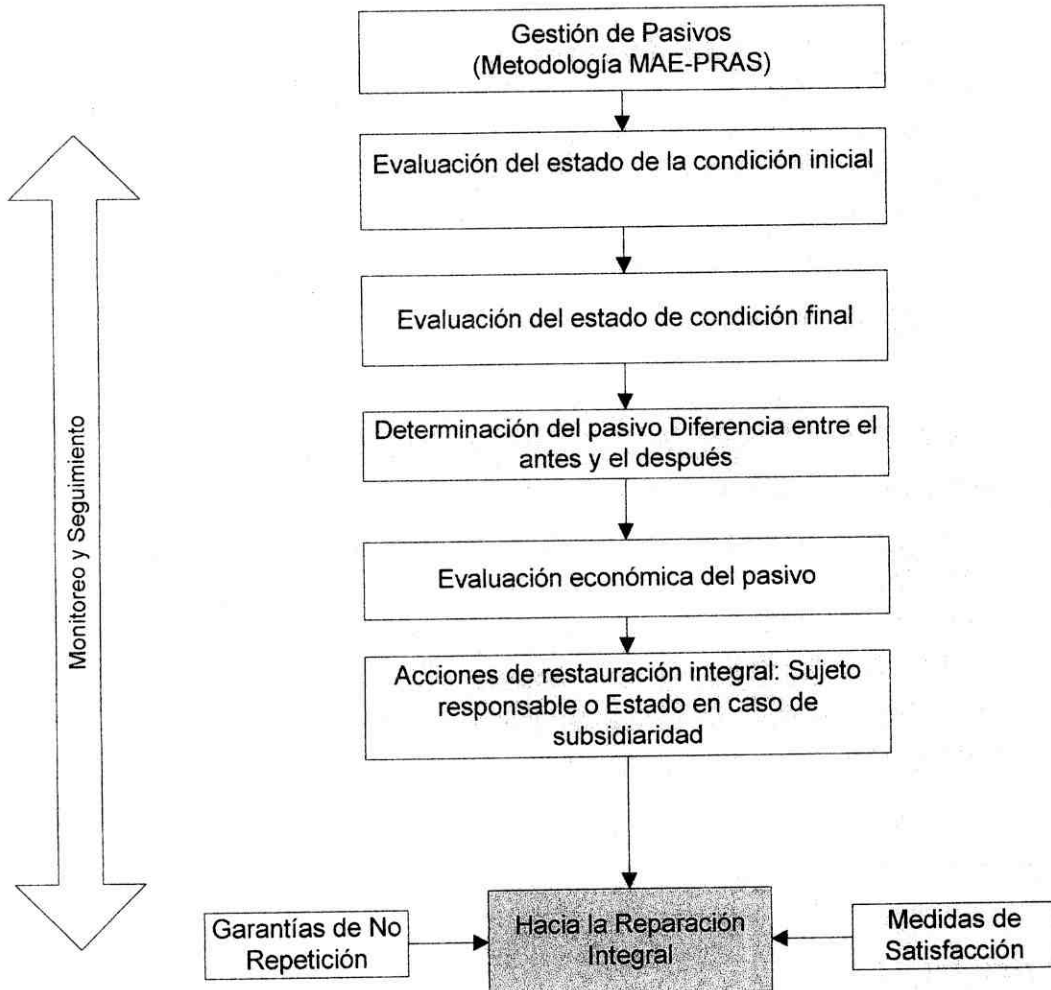 Gestión de Pasivos
(Metodología MAE-PRAS)
Evaluación del estado de la condición inicial
Evaluación del estado de condición final
Determinación del pasivo Diferencia entre el
antes y el después
Evaluación económica del pasivo
Acciones de restauración integral: Sujeto
responsable o Estado en caso de
subsidiaridad
Monitoreo y Seguimiento
Garantías de No
Repetición
Hacia la Reparación
Integral
Medidas de
Satisfacción